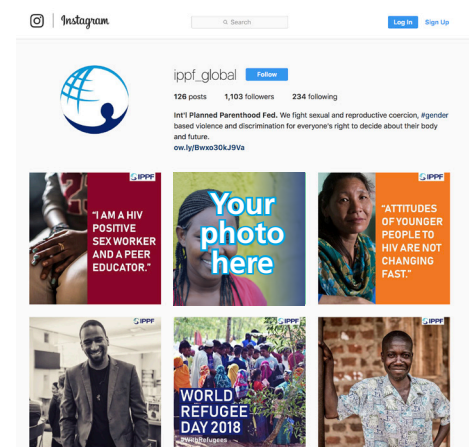 Instagram
Search
Log In
Sign Up
ippf_global
Follow
126 posts 1,103 followers 234 following
Int'l Planned Parenthood Fed. We fight sexual and reproductive coercion, #gender
based violence and discrimination for everyone's right to decide about their body
and future.
ow.ly/Bwxo30kJ9Va
IPPF
"I AM A HIV
POSITIVE
SEX WORKER
AND A PEER
EDUCATOR."
Your
photo
here
IPPF
"ATTITUDES
OF YOUNGER
PEOPLE TO
HIV ARE NOT
CHANGING
FAST."
IPPF
IPPF
WORLD
REFUGEE
DAY 2018
#WithRefugees
IPPF